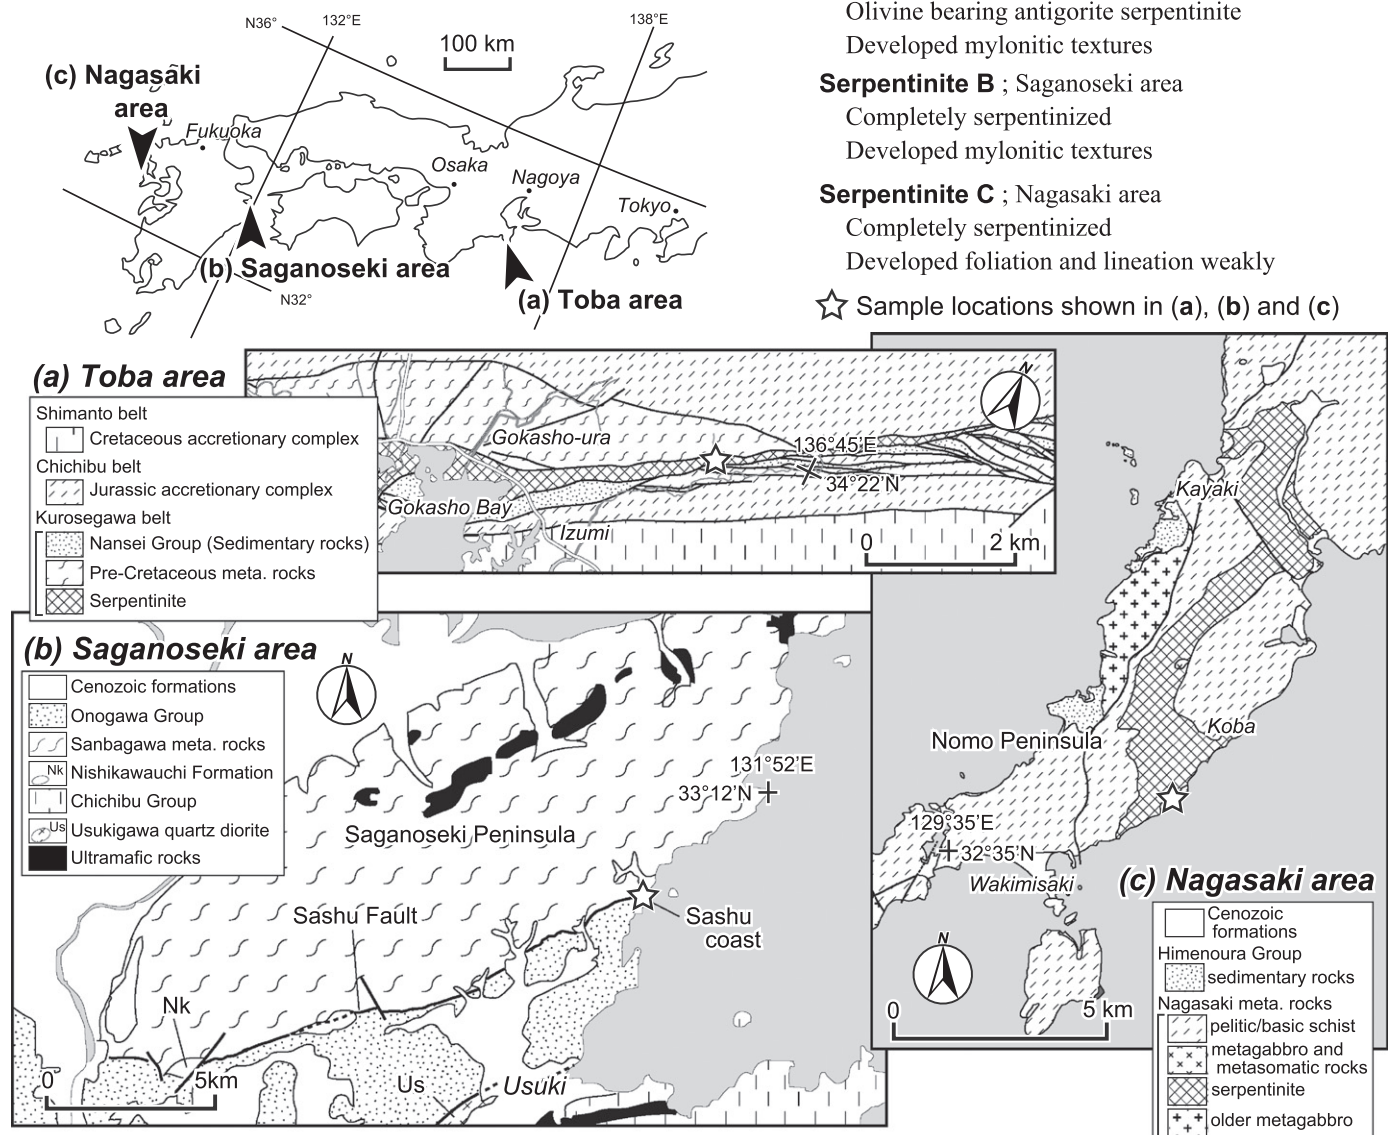 N36°
132°E
138°E
100 km
(c) Nagasaki
area
Fukuoka
Osaka
Nagoya
Tokyo
(b) Saganoseki area
N32°
(a) Toba area
Olivine bearing antigorite serpentinite
Developed mylonitic textures
Serpentinite B ; Saganoseki area
Completely serpentinized
Developed mylonitic textures
Serpentinite C ; Nagasaki area
Completely serpentinized
Developed foliation and lineation weakly
Sample locations shown in (a), (b) and (c)
(a) Toba area
Shimanto belt
Cretaceous accretionary complex
Chichibu belt
Jurassic accretionary complex
Kurosegawa belt
Nansei Group (Sedimentary rocks)
Pre-Cretaceous meta. rocks
Serpentinite
N
Gokasho-ura
136°45'E
34°22'N
Gokasho Bay
Izumi
0
2 km
(b) Saganoseki area
Cenozoic formations
Onogawa Group
Sanbagawa meta. rocks
Nk
Nishikawauchi Formation
Chichibu Group
Us
Usukigawa quartz diorite
Ultramafic rocks
N
131°52'E
33°12'N
Saganoseki Peninsula
Sashu Fault
Sashu
coast
Nk
0
5km
Us
Usuki
Kayaki
Koba
Nomo Peninsula
129°35'E
32°35'N
Wakimisaki
N
0
5 km
(c) Nagasaki area
Cenozoic
formations
Himenoura Group
sedimentary rocks
Nagasaki meta. rocks
pelitic/basic schist
metagabbro and
metasomatic rocks
serpentinite
older metagabbro